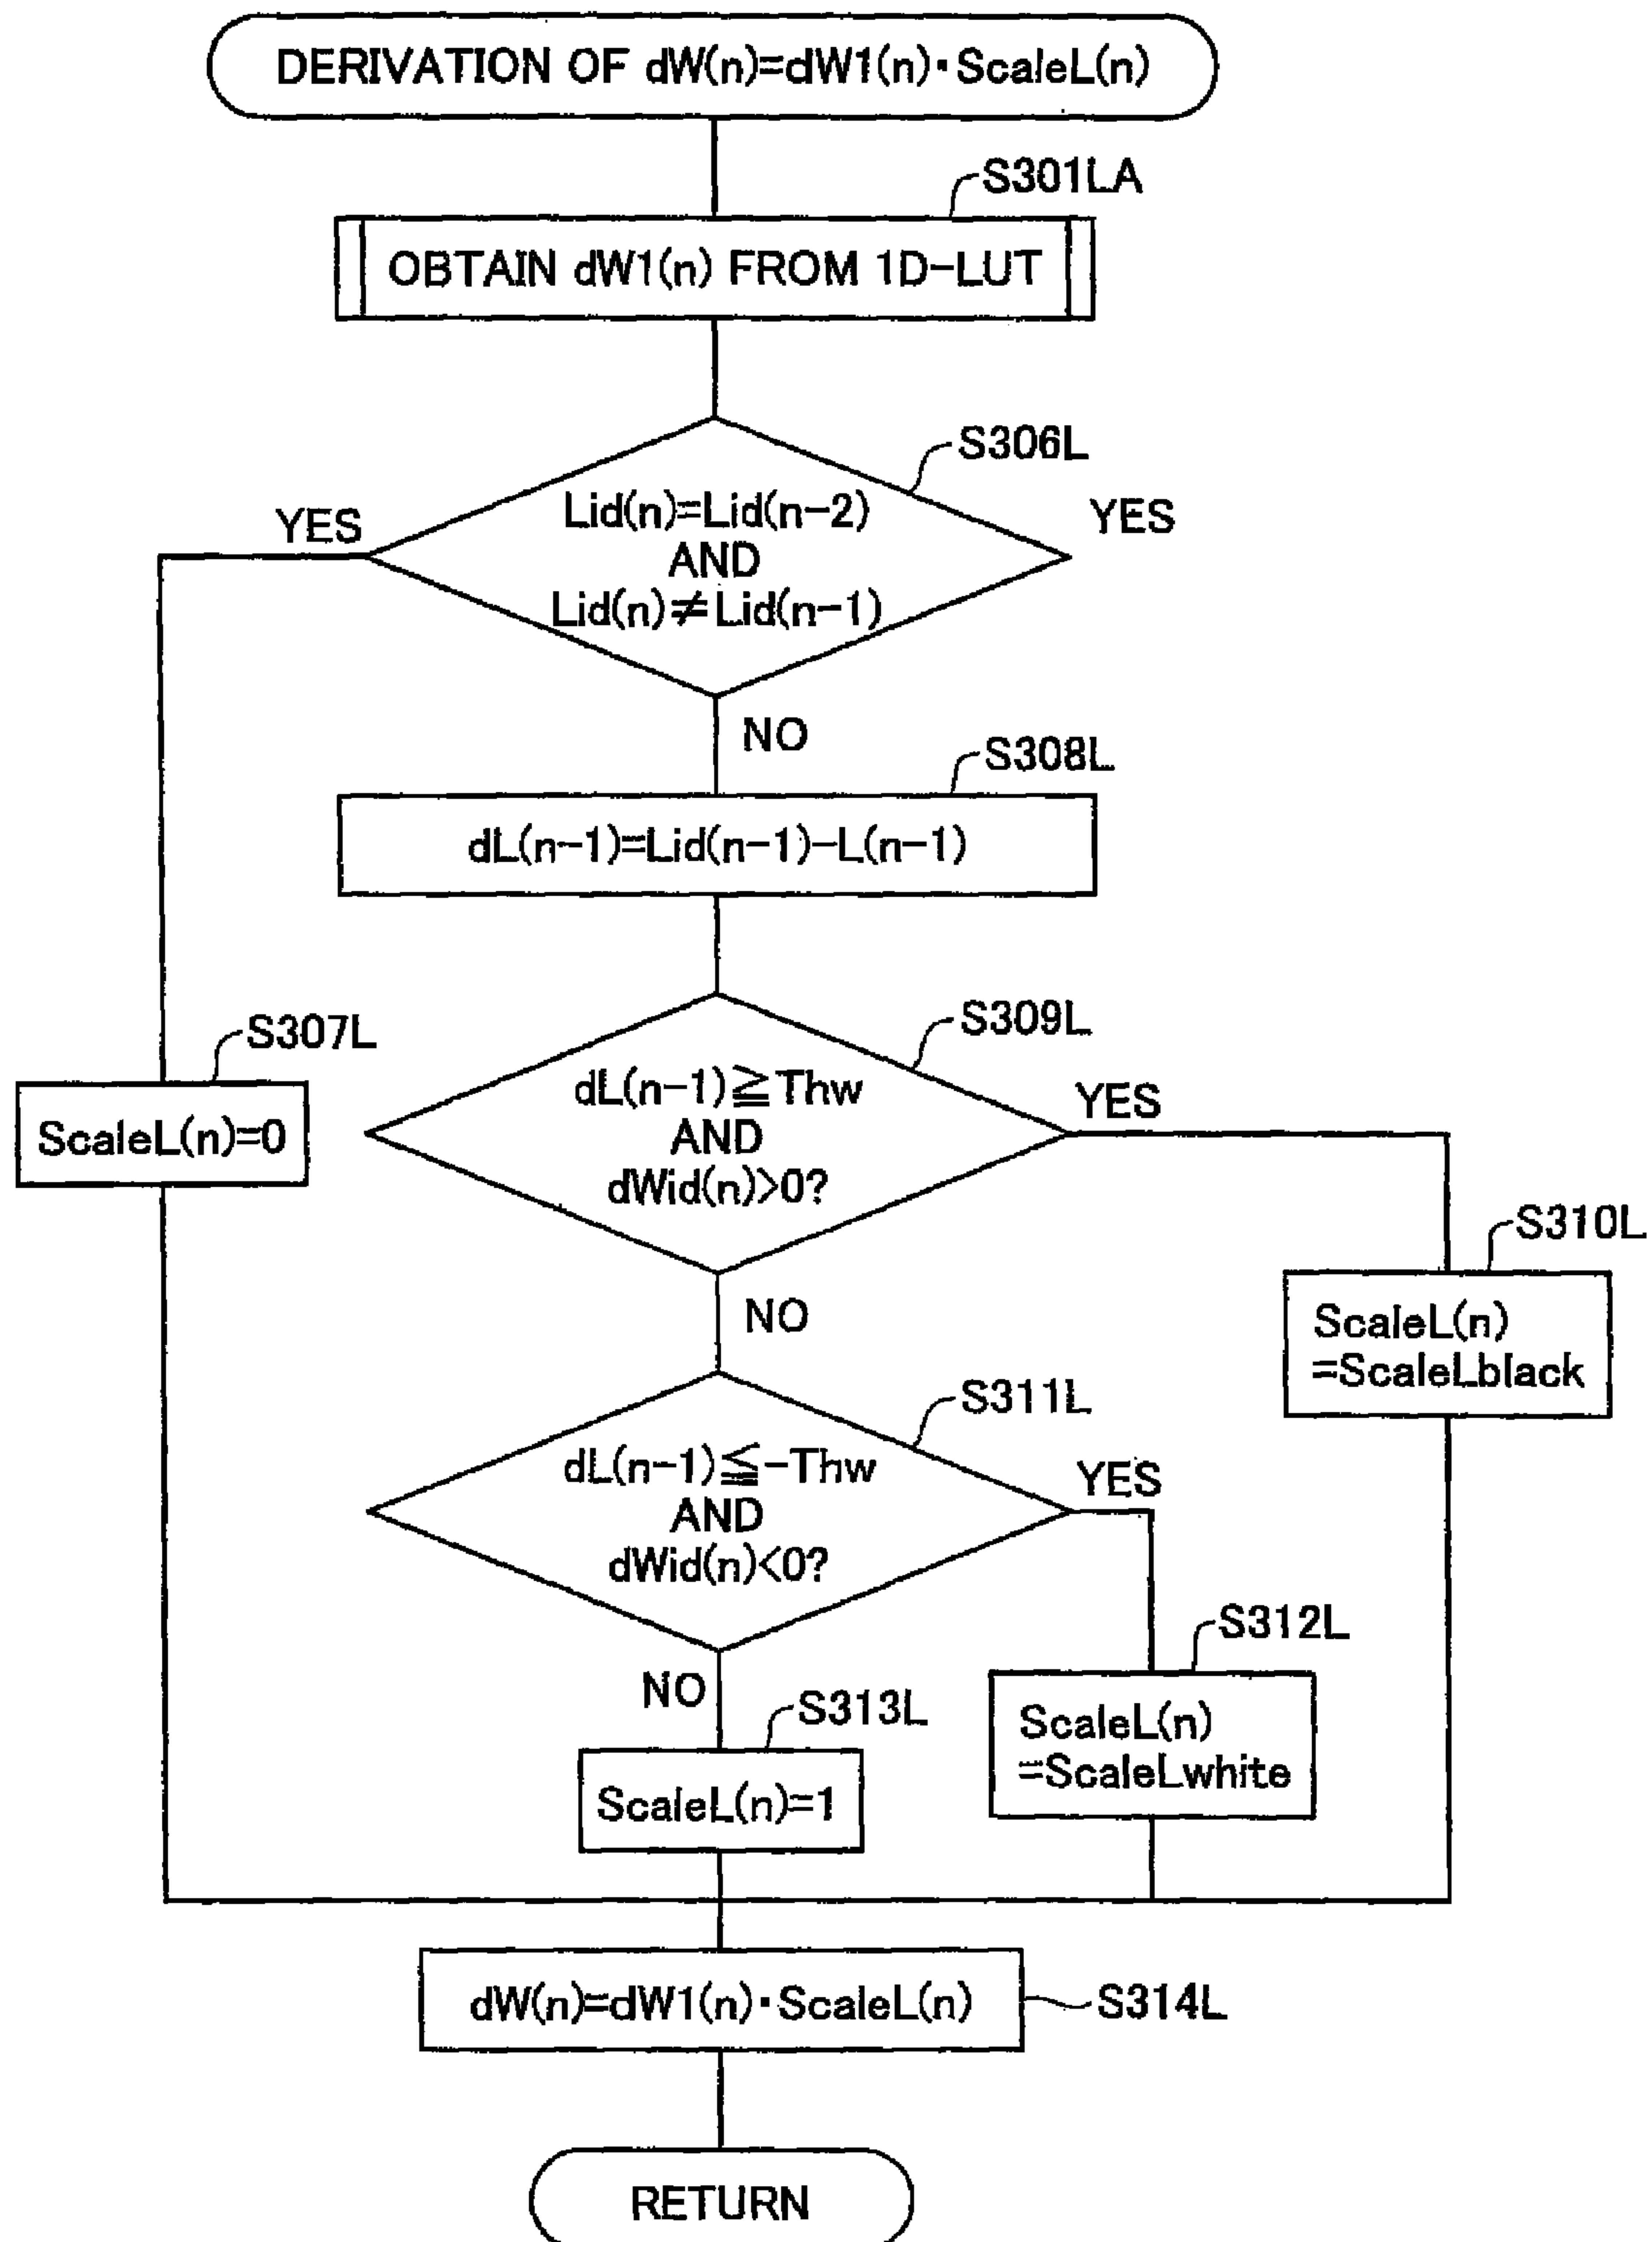 DERIVATION OF dW(n)=dW1(n)·ScaleL(n)
S301LA
OBTAIN dW1(n) FROM 1D-LUT
S306L
YES
Lid(n)=Lid(n-2)
AND
Lid(n)≠Lid(n-1)
YES
NO
S308L
dL(n-1)=Lid(n-1)-L(n-1)
S307L
ScaleL(n)=0
S309L
dL(n-1)≧Thw
AND
dWid(n)>0?
YES
S310L
ScaleL(n)
=ScaleLblack
NO
S311L
dL(n-1)≦-Thw
AND
dWid(n)<0?
YES
S312L
ScaleL(n)
=ScaleLwhite
NO
S313L
ScaleL(n)=1
dW(n)=dW1(n)·ScaleL(n)
S314L
RETURN